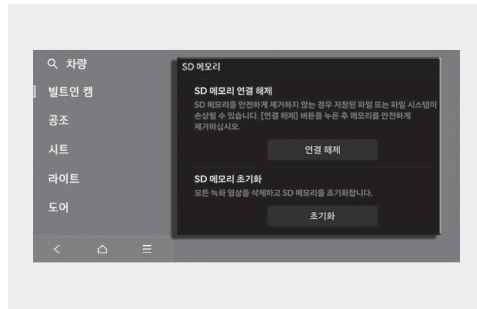 차량
빌트인 캠
공조
시트
라이트
도어
SD 메모리
SD 메모리 연결 해제
SD 메모리를 안전하게 제거하지 않는 경우 저장된 파일 또는 파일 시스템이
손상될 수 있습니다. [연결 해제] 버튼을 누른 후 메모리를 안전하게
제거하십시오.
연결 해제
SD 메모리 초기화
모든 녹화 영상을 삭제하고 SD 메모리를 초기화합니다.
초기화